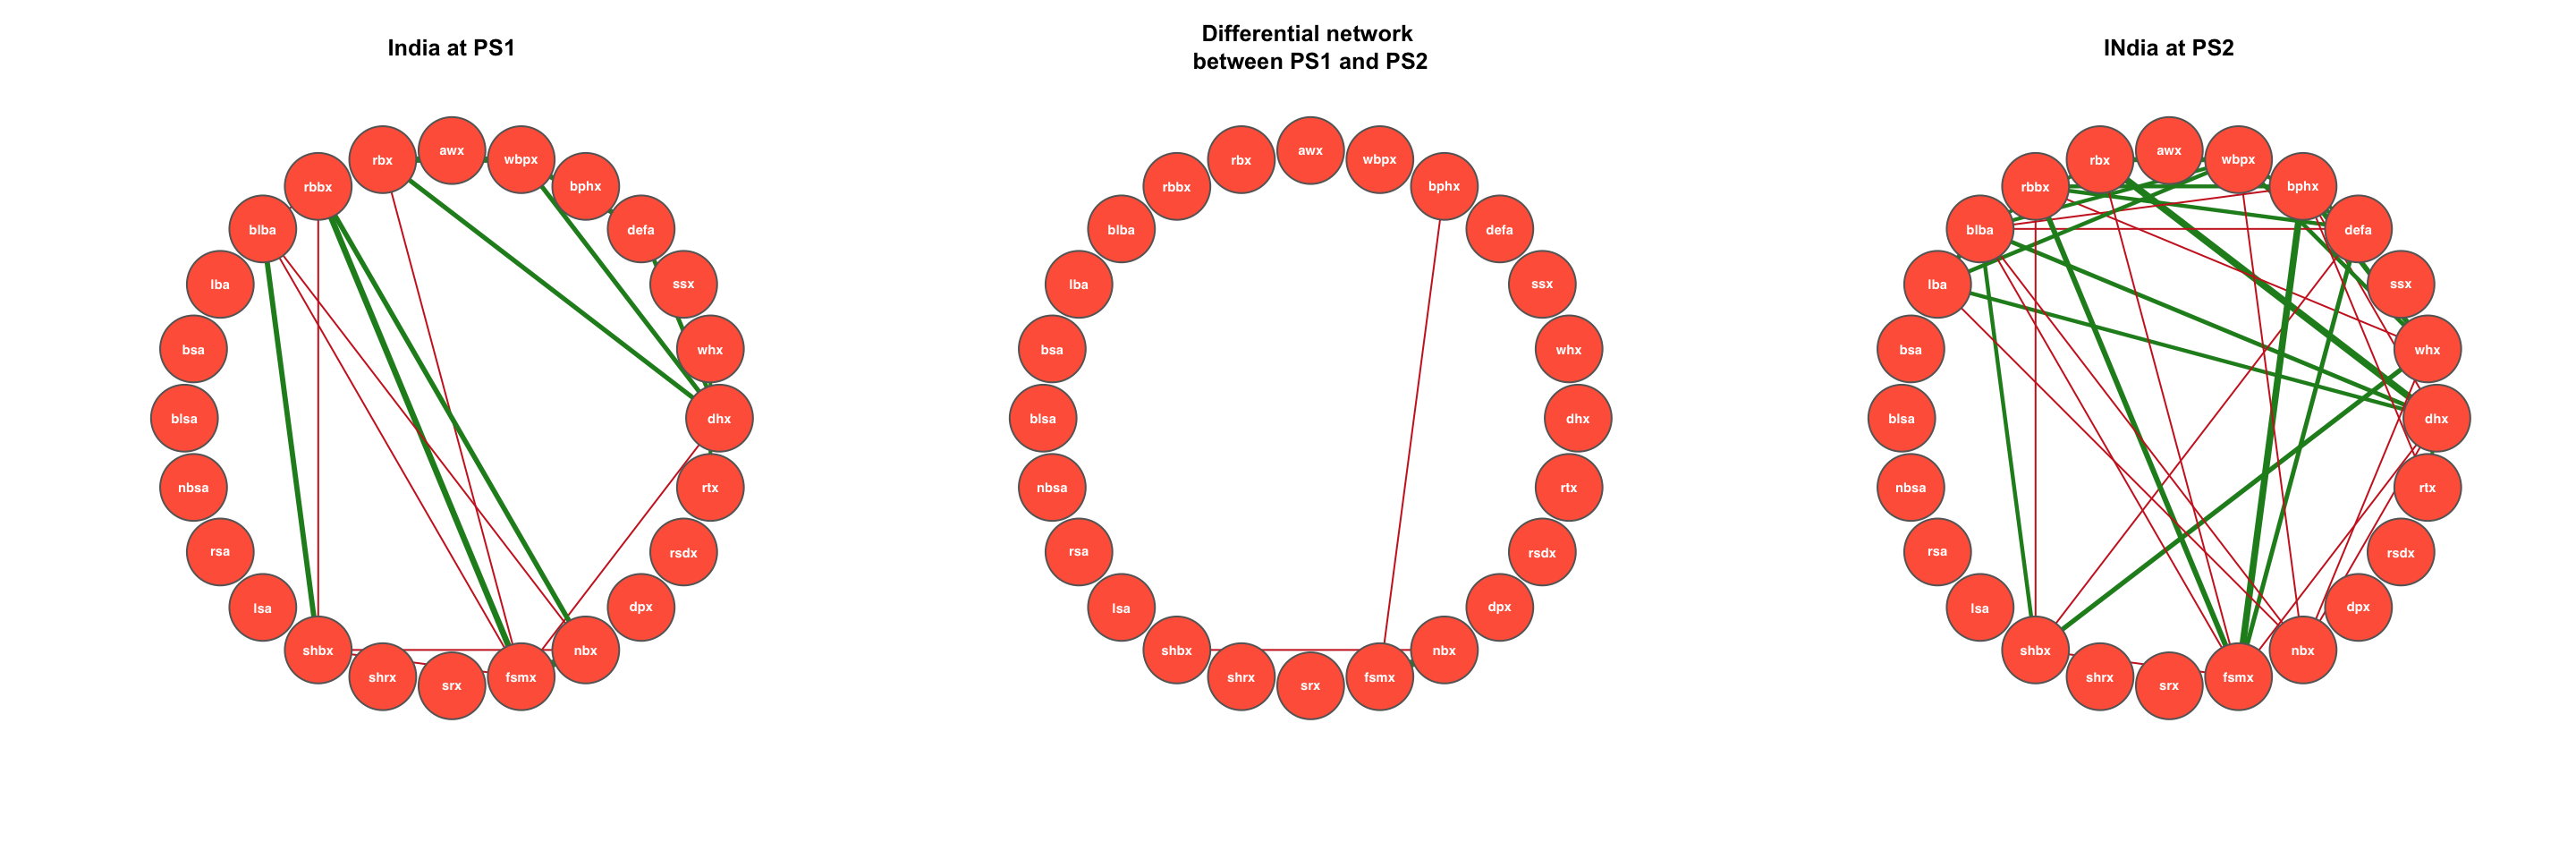 India at PS1
awx
rbx
wbpx
rbbx
bphx
blba
defa
lba
ssx
bsa
whx
blsa
dhx
nbsa
rtx
rsa
rsdx
lsa
dpx
shbx
nbx
shrx
fsmx
srx
Differential network
between PS1 and PS2
awx
rbx
wbpx
rbbx
bphx
blba
defa
lba
ssx
bsa
whx
blsa
dhx
nbsa
rtx
rsa
rsdx
lsa
dpx
shbx
nbx
shrx
fsmx
srx
INdia at PS2
awx
rbx
wbpx
rbbx
bphx
blba
defa
lba
ssx
bsa
whx
blsa
dhx
nbsa
rtx
rsa
rsdx
lsa
dpx
shbx
nbx
shrx
fsmx
srx